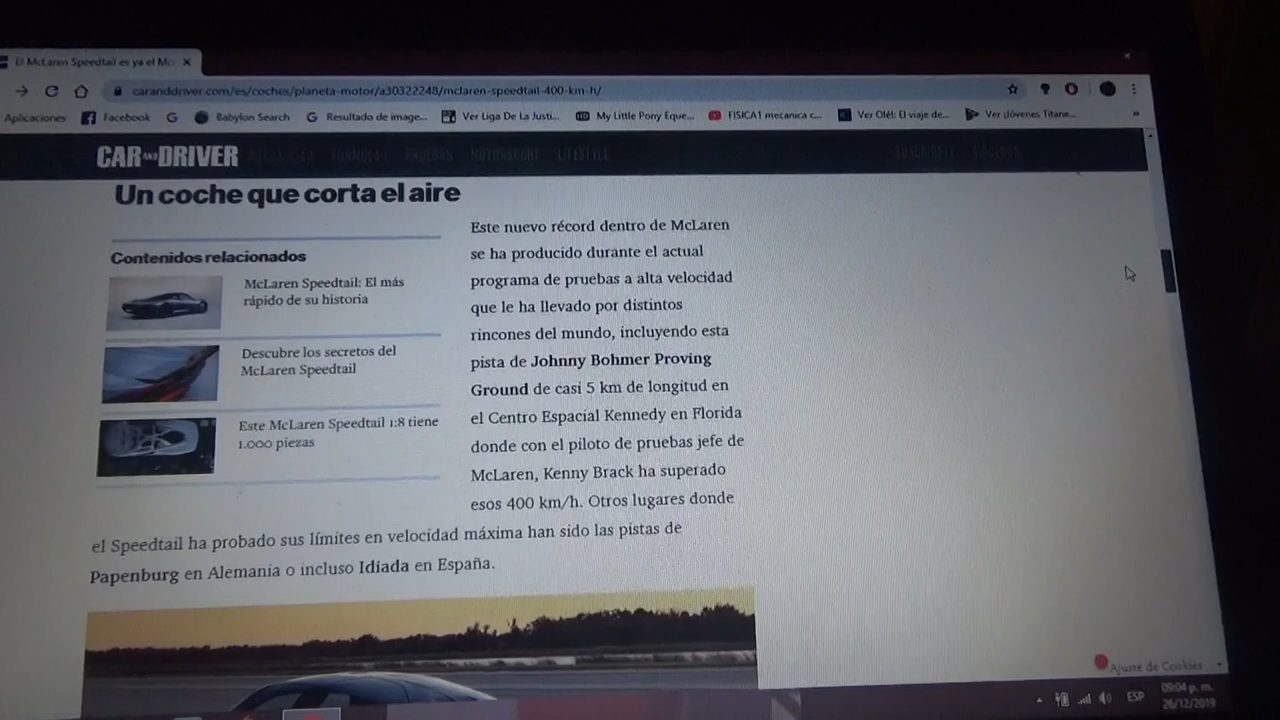 El McLaren Speedtail es ya el Mc
caranddriver.com/es/coches/planeta-motor/a30322248/mclaren-speedtail-400-km-h/
Aplicaciones Facebook Babylon Search Resultado de image... Ver Liga De La Justi... My Little Pony Eque... FISICA1 mecanica c... Ver Olé!: El viaje de... Ver ¡Jóvenes Titane... »
CAR AND DRIVER FORMULA 1 PRUEBAS MOTORSPORT LIFESTYLE
Un coche que corta el aire
Contenidos relacionados
McLaren Speedtail: El más
rápido de su historia
Descubre los secretos del
McLaren Speedtail
Este McLaren Speedtail 1:8 tiene
1.000 piezas
Este nuevo récord dentro de McLaren
se ha producido durante el actual
programa de pruebas a alta velocidad
que le ha llevado por distintos
rincones del mundo, incluyendo esta
pista de Johnny Bohmer Proving
Ground de casi 5 km de longitud en
el Centro Espacial Kennedy en Florida
donde con el piloto de pruebas jefe de
McLaren, Kenny Brack ha superado
esos 400 km/h. Otros lugares donde
el Speedtail ha probado sus límites en velocidad máxima han sido las pistas de
Papenburg en Alemania o incluso Idiada en España.
Ajuste de Cookies
ESP
09:04 p. m.
26/12/2019